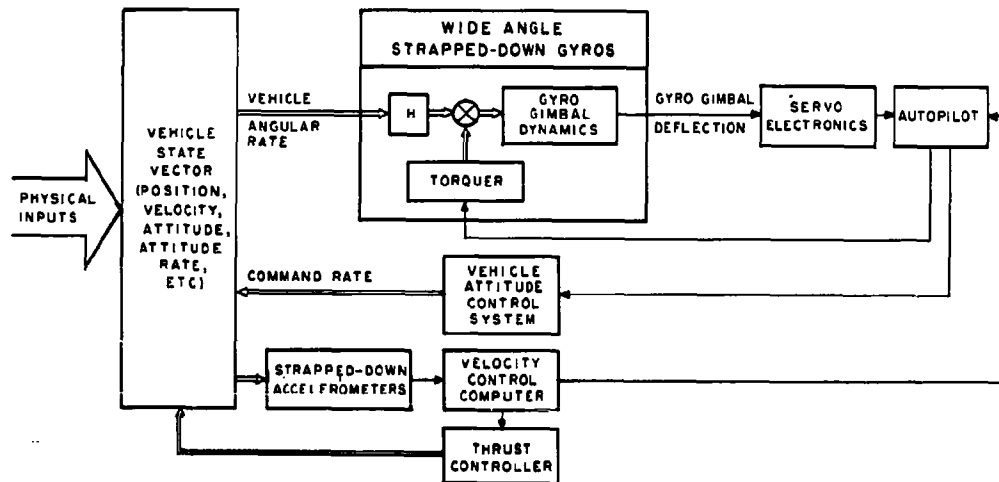 WIDE ANGLE
STRAPPED-DOWN GYROS
VEHICLE
ANGULAR
RATE
H
GYRO
GIMBAL
DYNAMICS
TORQUER
GYRO GIMBAL
DEFLECTION
SERVO
ELECTRONICS
AUTOPILOT
PHYSICAL
INPUTS
VEHICLE
STATE
VECTOR
(POSITION,
VELOCITY,
ATTITUDE,
ATTITUDE
RATE,
ETC)
COMMAND RATE
VEHICLE
ATTITUDE
CONTROL
SYSTEM
STRAPPED-DOWN
ACCELFROMETERS
VELOCITY
CONTROL
COMPUTER
THRUST
CONTROLLER